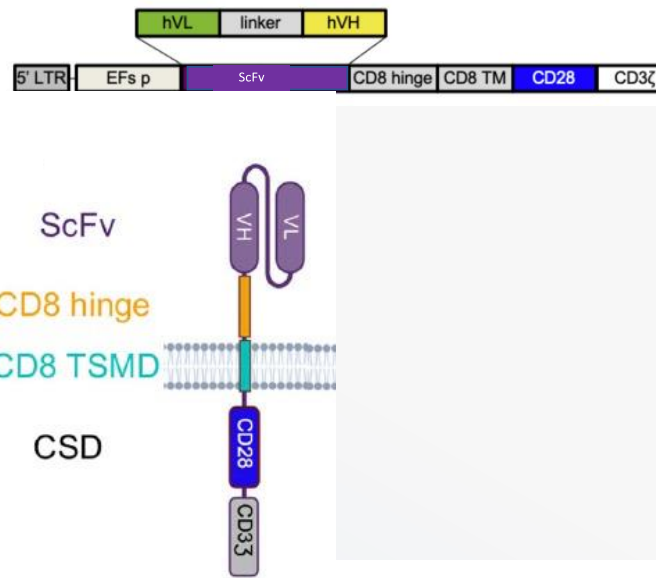 hVL linker hVH
5' LTR EFs p ScFv CD8 hinge CD8 TM CD28 CD3ζ
ScFv
VH VL
CD8 hinge
CD8 TSMD
CSD
CD28
CD3ζ